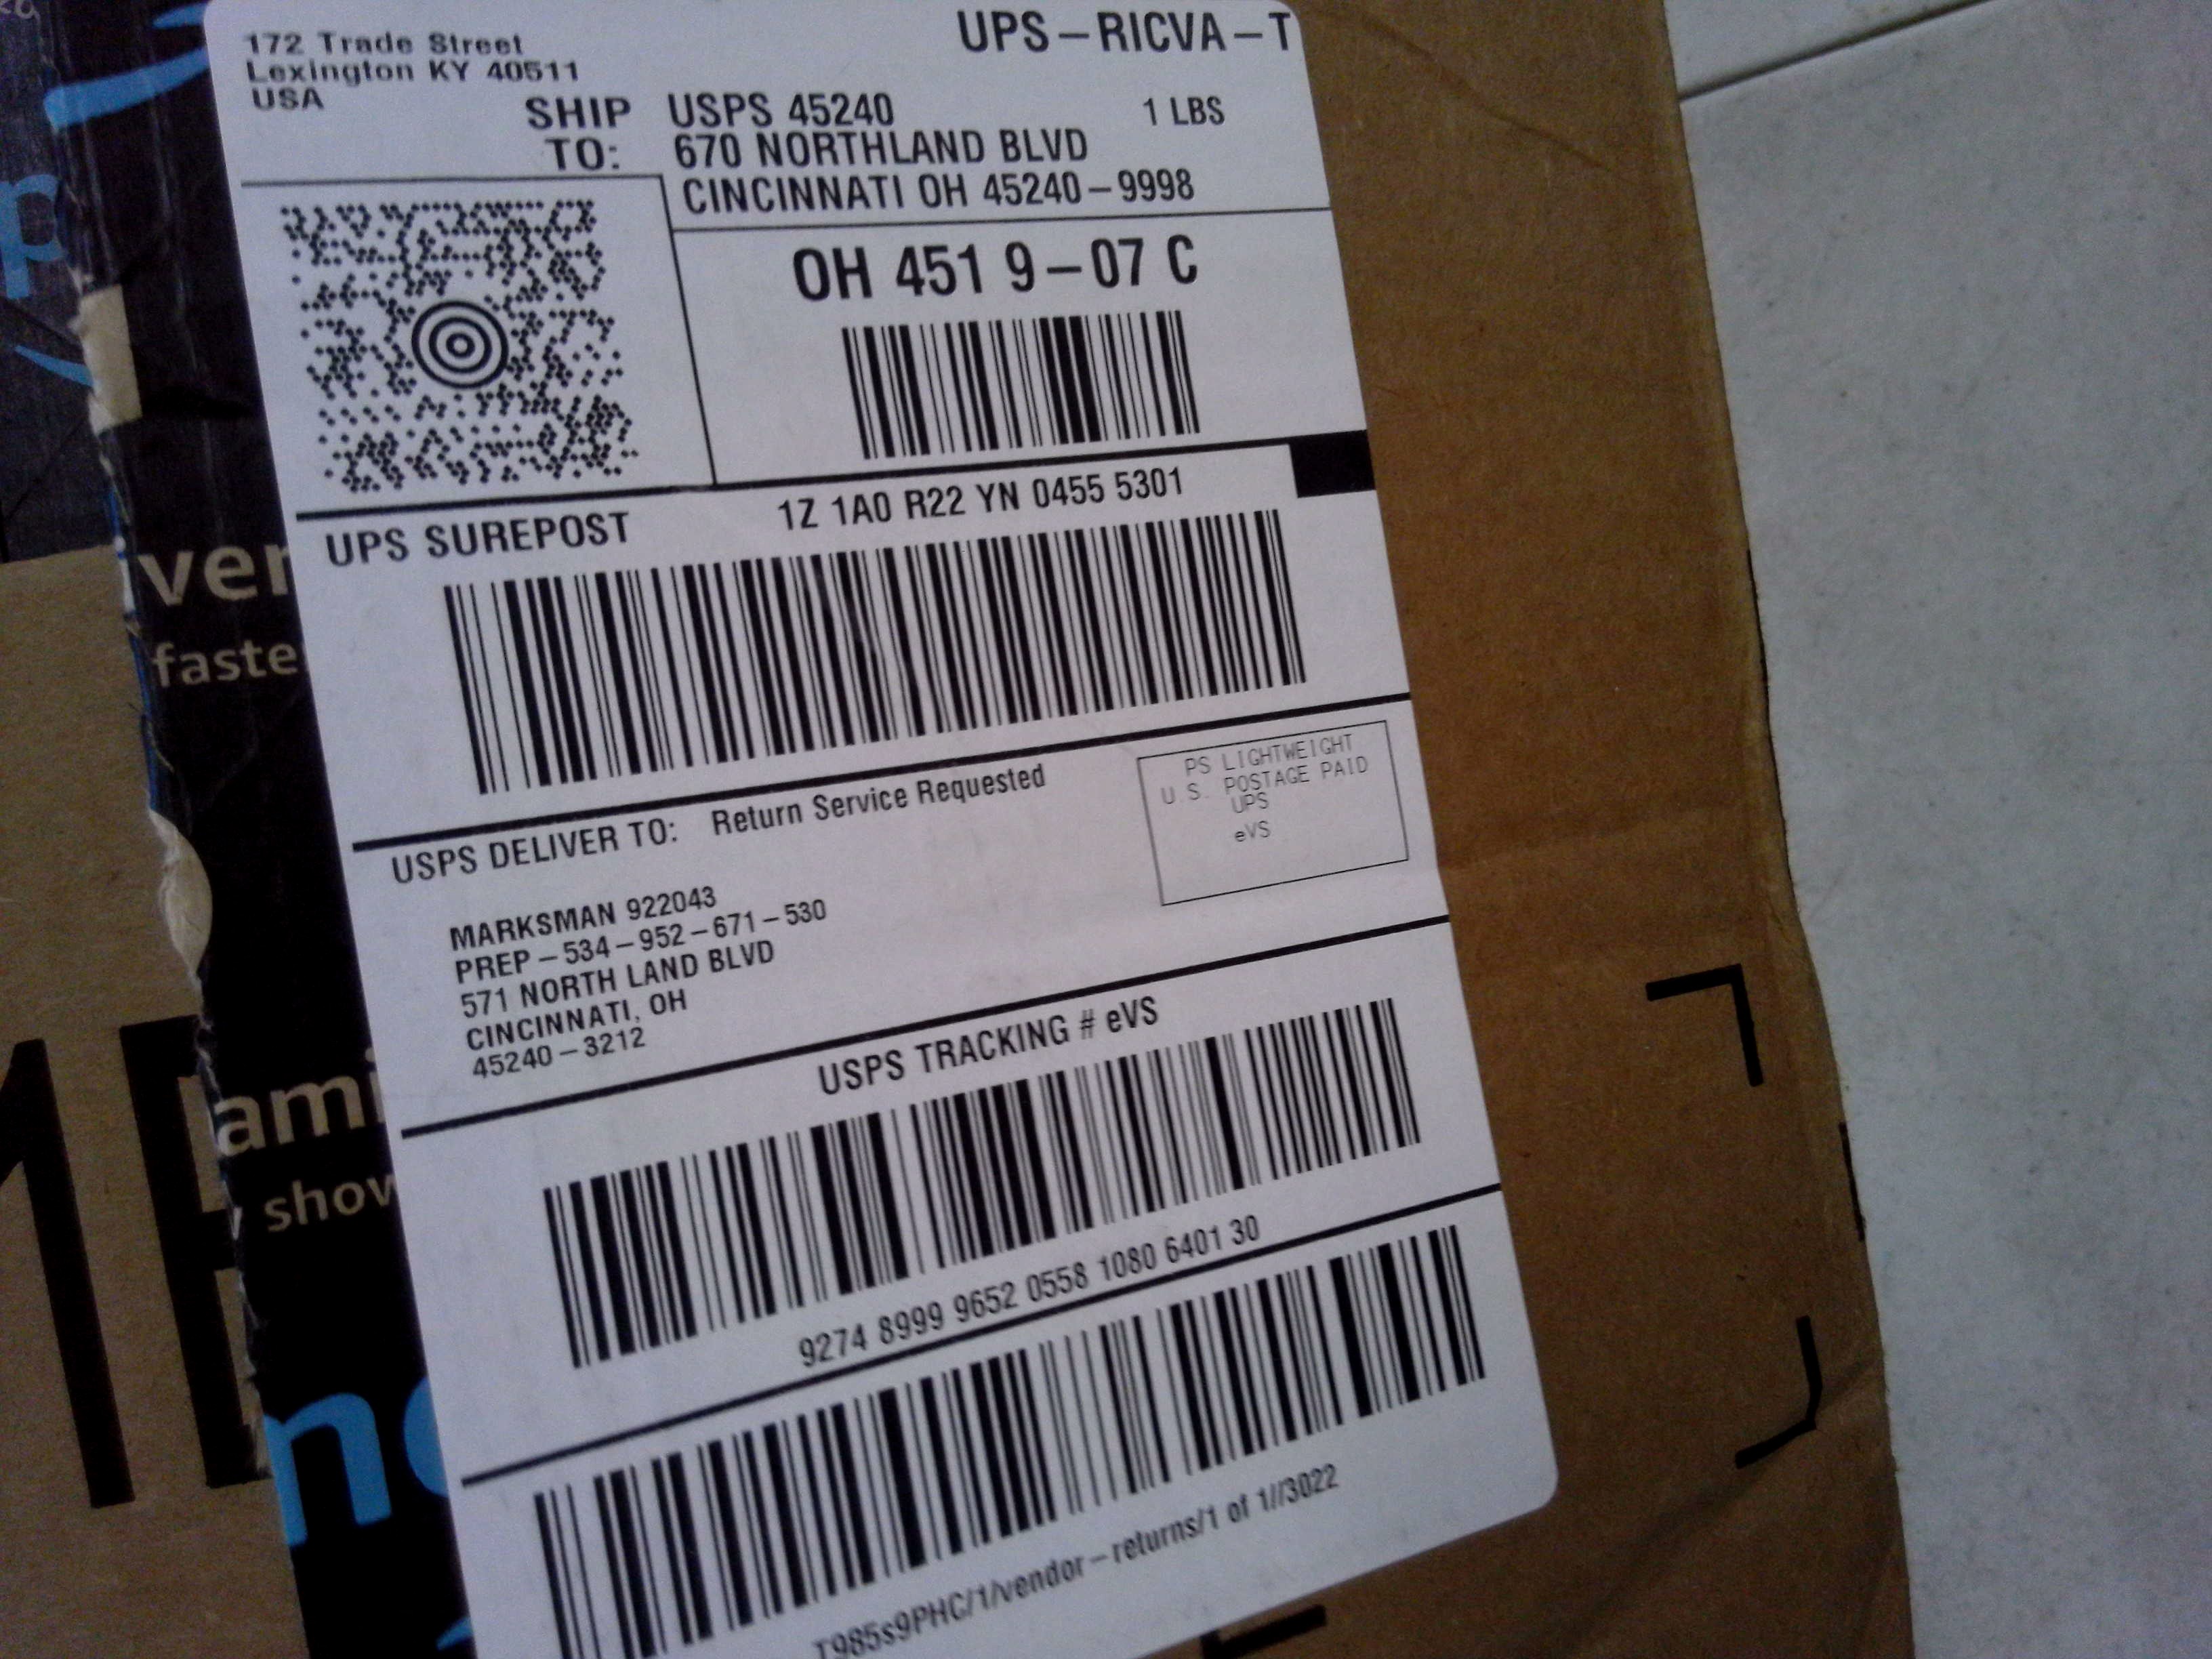 172 Trade Street
Lexington KY 40511
USA
UPS-RICVA-T
SHIP TO:
USPS 45240
1 LBS
670 NORTHLAND BLVD
CINCINNATI OH 45240-9998
OH 451 9-07 C
UPS SUREPOST
1Z 1A0 R22 YN 0455 5301
USPS DELIVER TO:
Return Service Requested
PS LIGHTWEIGHT
U.S. POSTAGE PAID
UPS
eVS
MARKSMAN 922043
PREP-534-952-671-530
571 NORTH LAND BLVD
CINCINNATI, OH
45240-3212
USPS TRACKING # eVS
9274 8999 9652 0558 1080 6401 30
T985s9PHC/1/vendor-returns/1 of 1//3022
ver
faste
ami
show